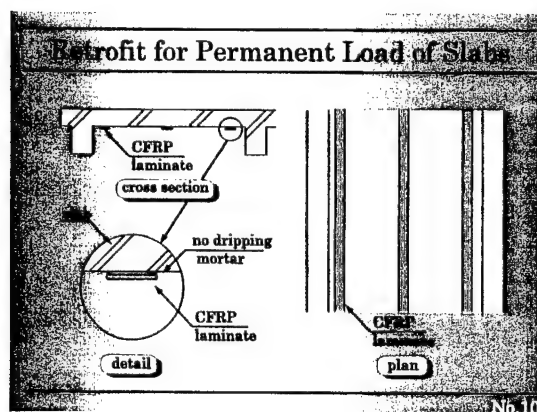 Retrofit for Permanent Load of Slabs
CFRP
laminate
cross section
no dripping
mortar
CFRP
laminate
detail
CFRP
laminate
plan
No.10